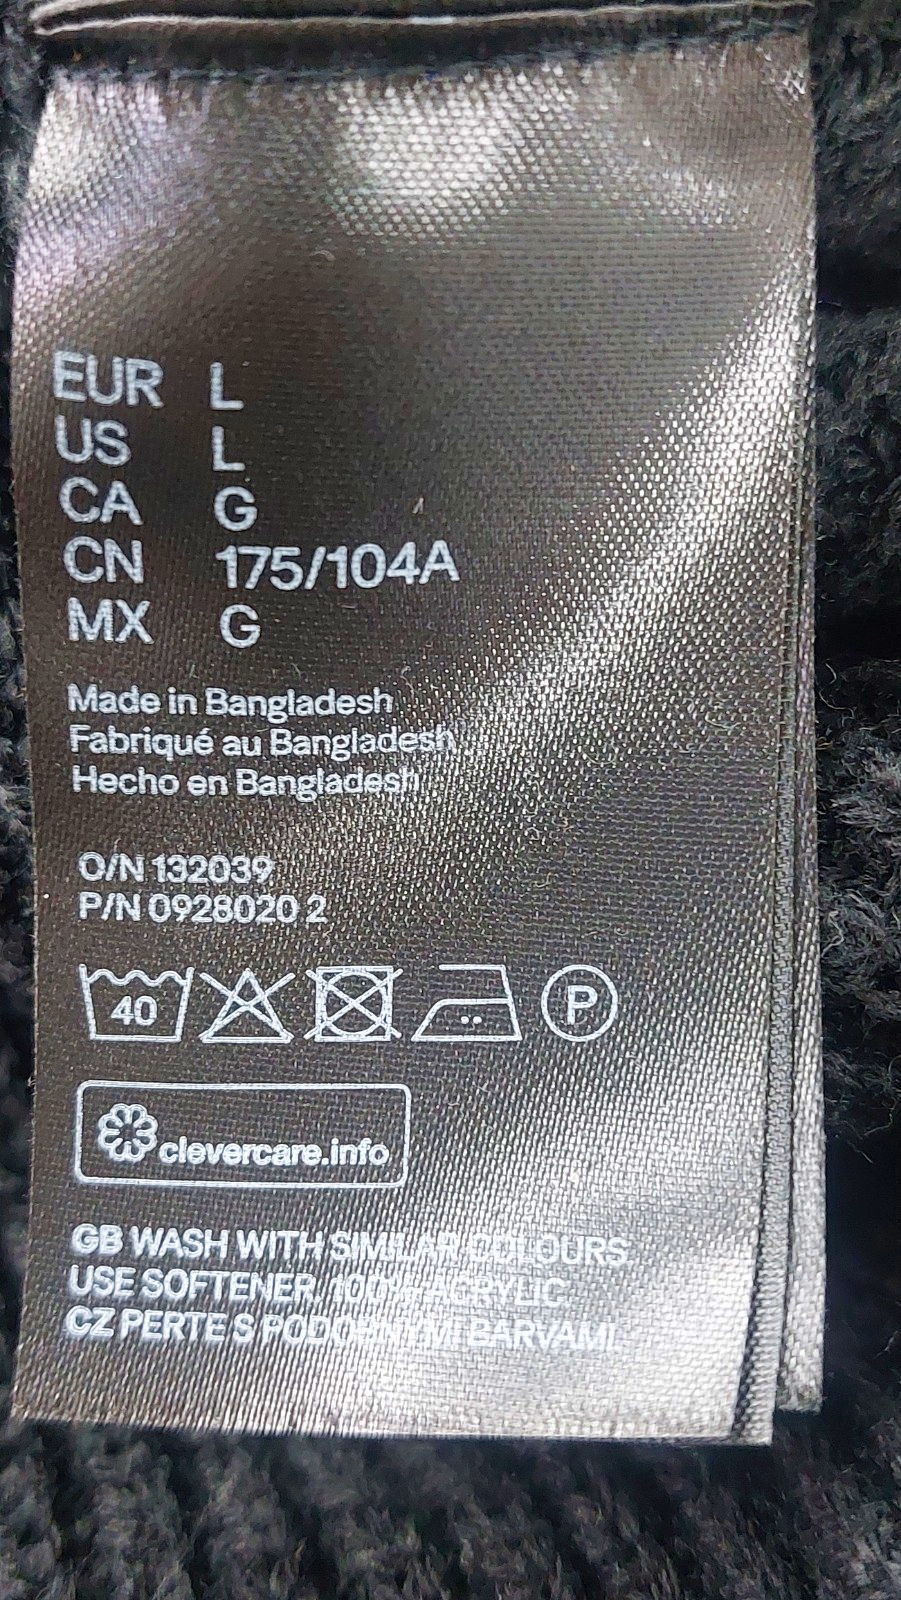 EUR L
US L
CA G
CN 175/104A
MX G
Made in Bangladesh
Fabriqué au Bangladesh
Hecho en Bangladesh
O/N 132039
P/N 0928020 2
40 P
clevercare.info
GB WASH WITH SIMILAR COLOURS
USE SOFTENER. 100% ACRYLIC.
CZ PERTE S PODOBNÝMI BARVAMI.